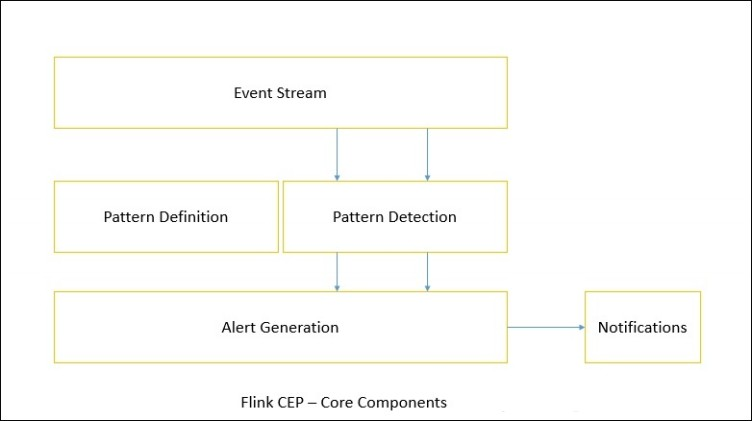 Event Stream
Pattern Definition
Pattern Detection
Alert Generation
Notifications
Flink CEP – Core Components